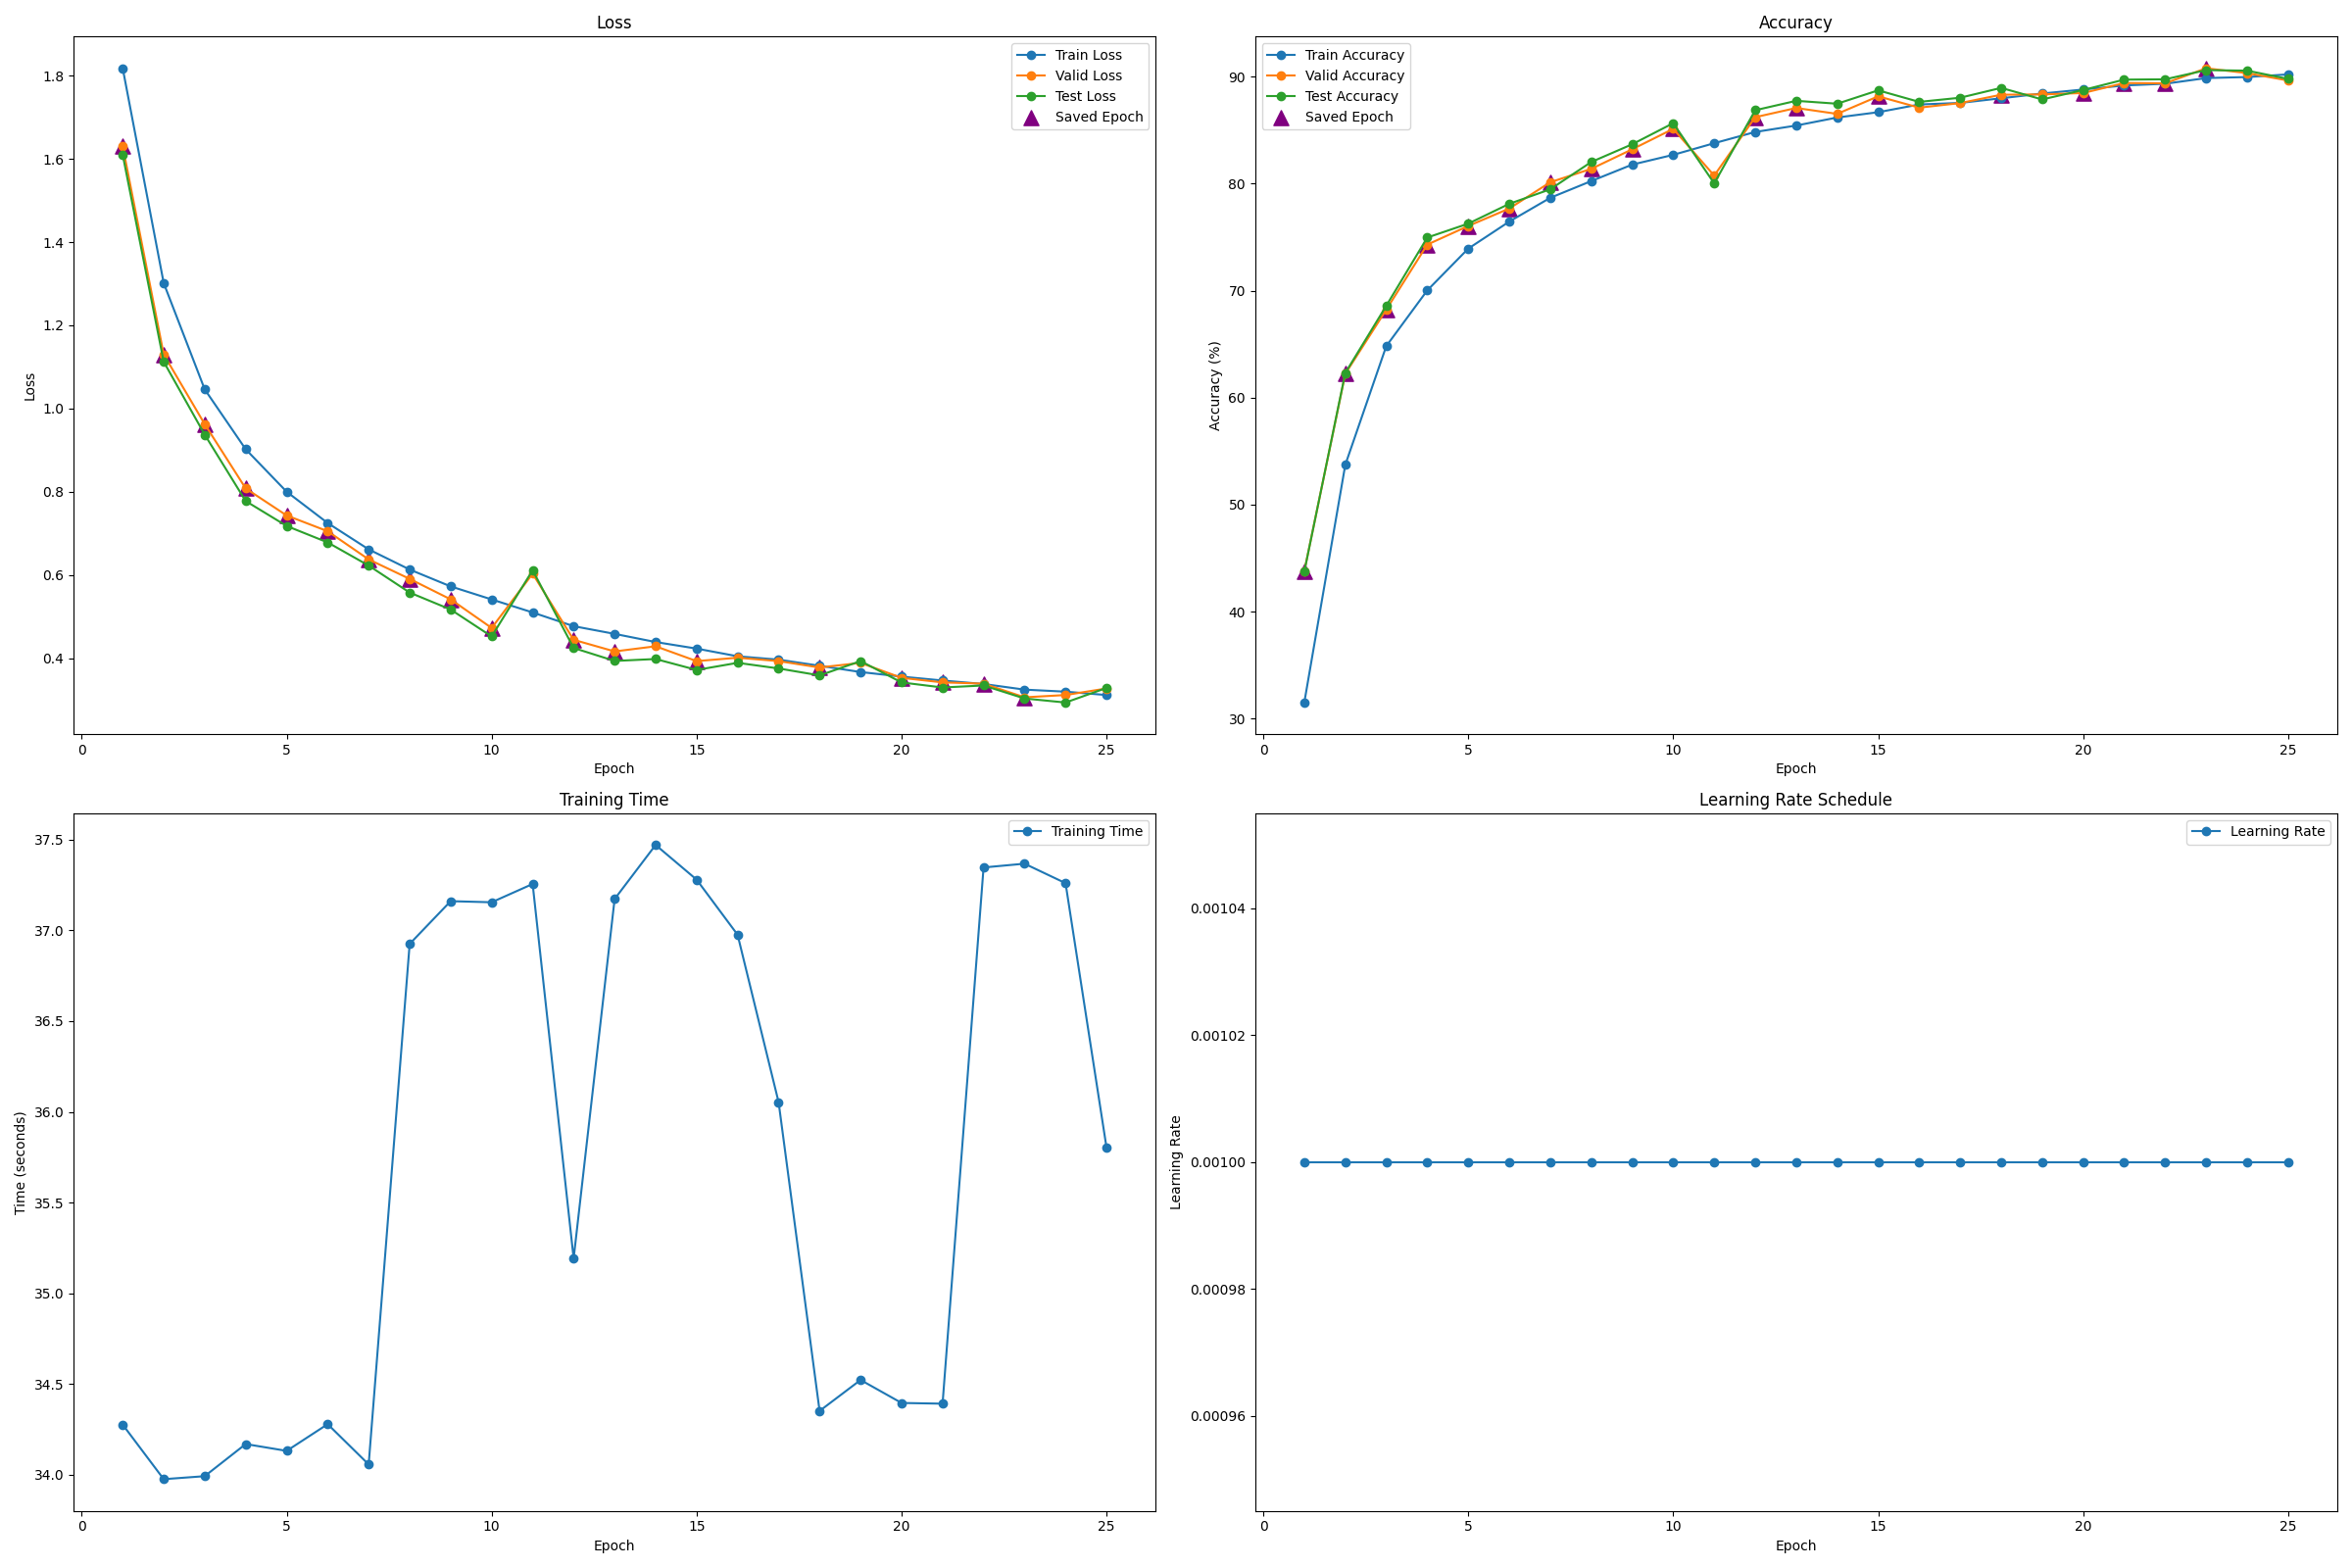 Loss
Train Loss
Valid Loss
Test Loss
Saved Epoch
1.8
1.6
1.4
1.2
1.0
0.8
0.6
0.4
Loss
0 5 10 15 20 25
Epoch
Accuracy
Train Accuracy
Valid Accuracy
Test Accuracy
Saved Epoch
90
80
70
60
50
40
30
Accuracy (%)
0 5 10 15 20 25
Epoch
Training Time
Training Time
37.5
37.0
36.5
36.0
35.5
35.0
34.5
34.0
Time (seconds)
0 5 10 15 20 25
Epoch
Learning Rate Schedule
Learning Rate
0.00104
0.00102
0.00100
0.00098
0.00096
Learning Rate
0 5 10 15 20 25
Epoch